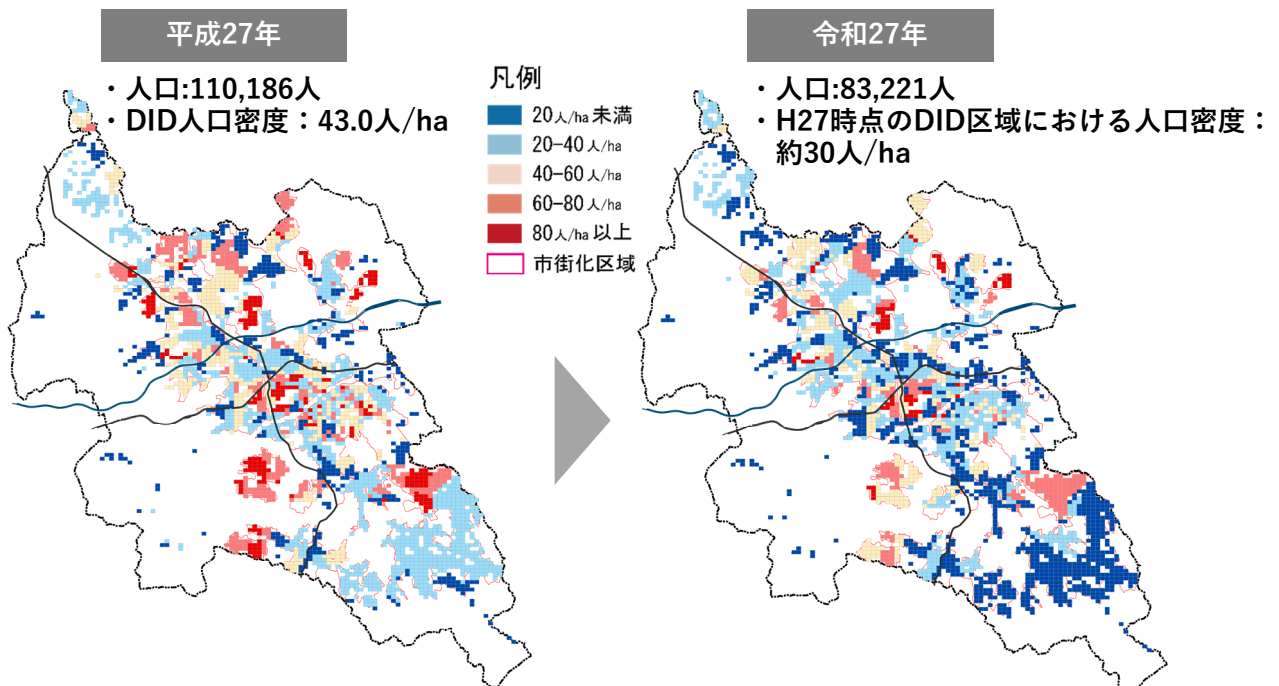 平成27年
・人口:110,186人
・DID人口密度：43.0人/ha
凡例
20人/ha 未満
20-40人/ha
40-60人/ha
60-80人/ha
80人/ha 以上
市街化区域
令和27年
・人口:83,221人
・H27時点のDID区域における人口密度：
約30人/ha